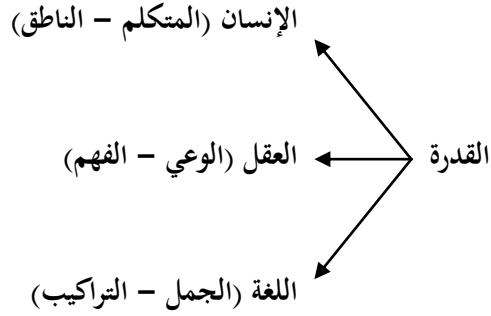 الإنسان (المتكلم – الناطق)
القدرة
العقل (الوعي – الفهم)
اللغة (الجمل – التراكيب)